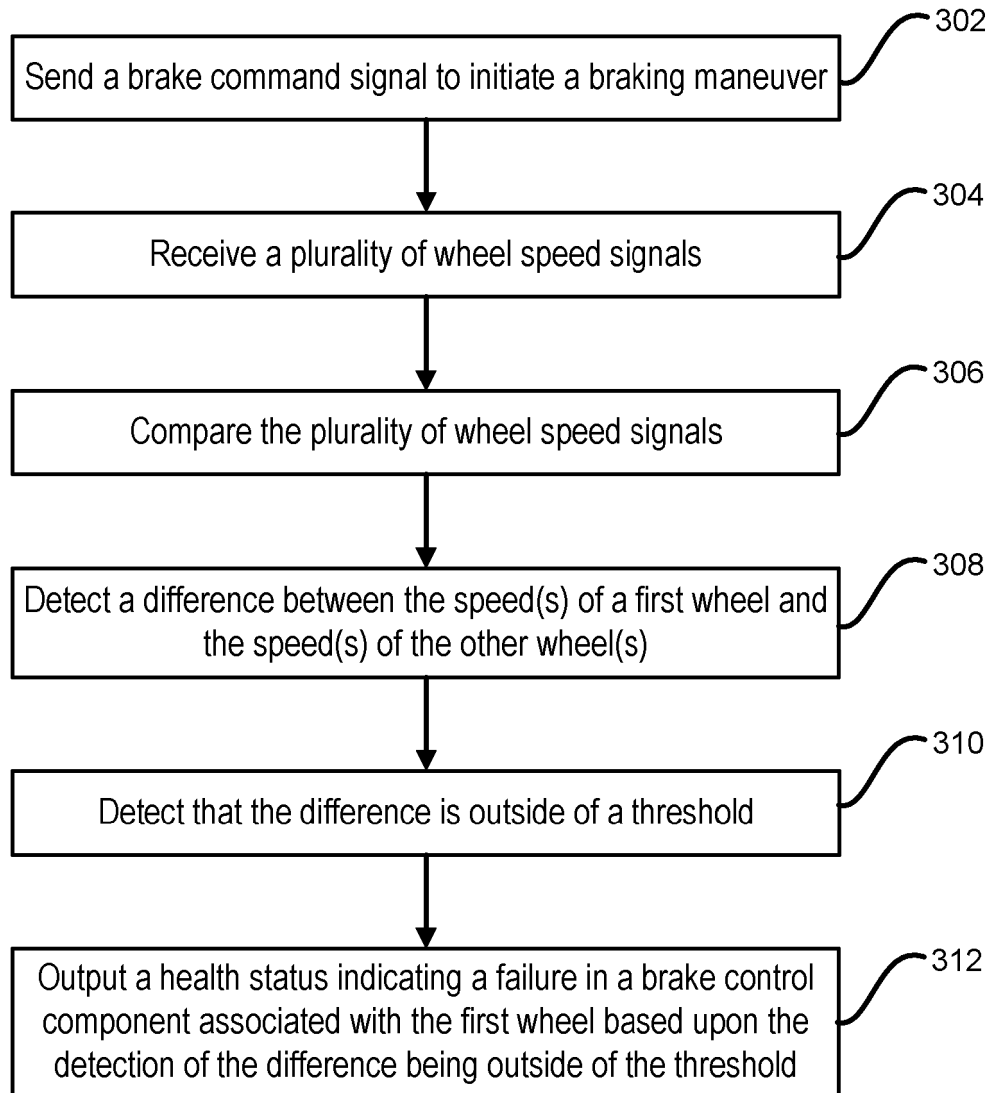 302
Send a brake command signal to initiate a braking maneuver
304
Receive a plurality of wheel speed signals
306
Compare the plurality of wheel speed signals
308
Detect a difference between the speed(s) of a first wheel and
the speed(s) of the other wheel(s)
310
Detect that the difference is outside of a threshold
312
Output a health status indicating a failure in a brake control
component associated with the first wheel based upon the
detection of the difference being outside of the threshold